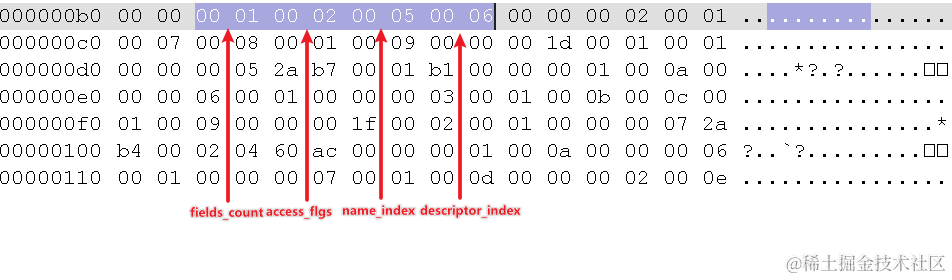 000000b0 00 00 00 01 00 02 00 05 00 06 00 00 00 02 00 01 ................
000000c0 00 07 00 08 00 01 00 09 00 00 00 1d 00 01 00 01 ................
000000d0 00 00 00 05 2a b7 00 01 b1 00 00 00 01 00 0a 00 ....*?.?......□□
000000e0 00 00 06 00 01 00 00 00 03 00 01 00 0b 00 0c 00 ................
000000f0 01 00 09 00 00 00 1f 00 02 00 01 00 00 00 07 2a ...............*
00000100 b4 00 02 04 60 ac 00 00 00 01 00 0a 00 00 00 06 ?..`?.........□□
00000110 00 01 00 00 00 07 00 01 00 0d 00 00 00 02 00 0e ................
fields_count access_flgs name_index descriptor_index
@稀土掘金技术社区